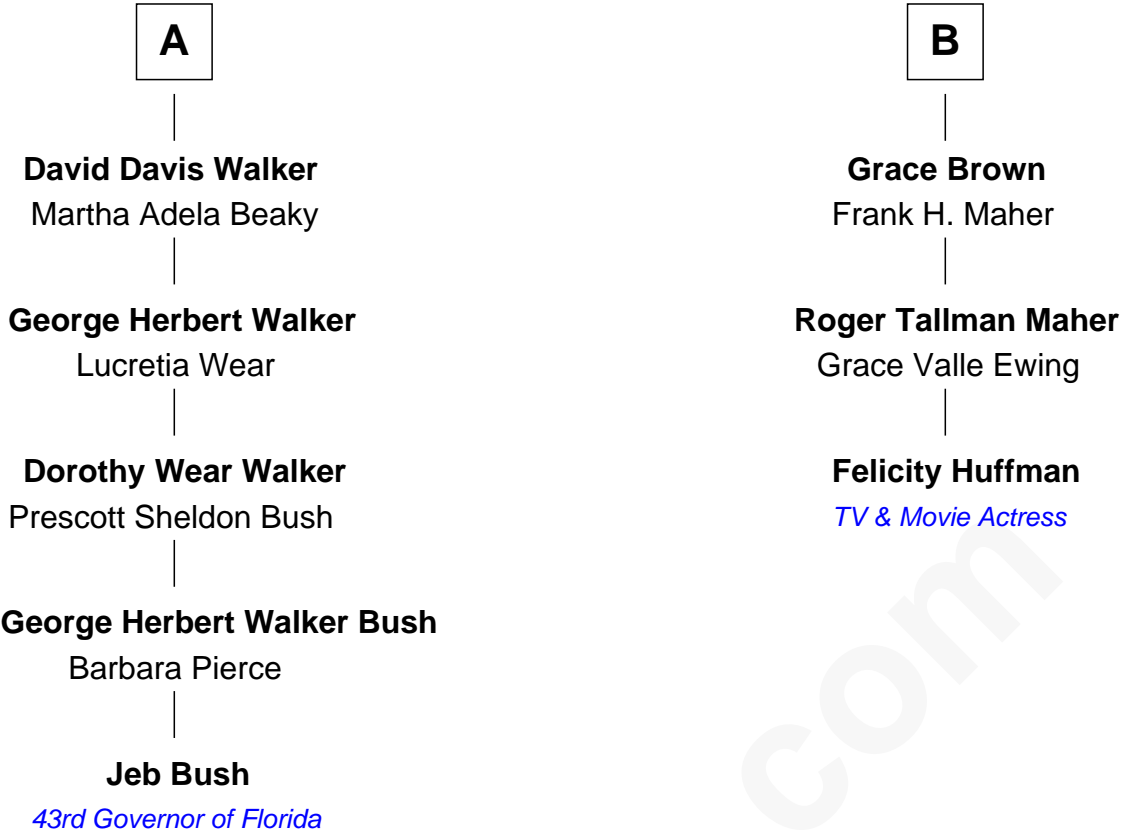 A
David Davis Walker
Martha Adela Beaky
George Herbert Walker
Lucretia Wear
Dorothy Wear Walker
Prescott Sheldon Bush
George Herbert Walker Bush
Barbara Pierce
Jeb Bush
43rd Governor of Florida
B
Grace Brown
Frank H. Maher
Roger Tallman Maher
Grace Valle Ewing
Felicity Huffman
TV & Movie Actress
com